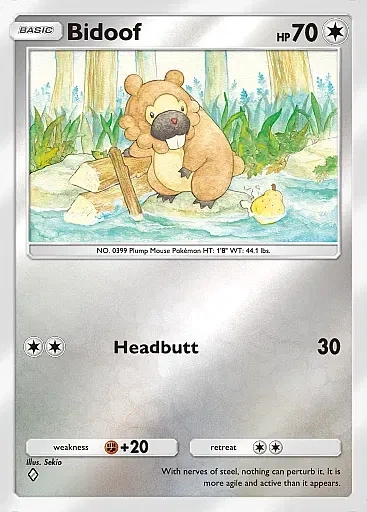 BASIC Bidoof HP 70
NO. 0399 Plump Mouse Pokémon HT: 1'8" WT: 44.1 lbs.
Headbutt 30
weakness +20 retreat
Illus. Sekio
With nerves of steel, nothing can perturb it. It is
more agile and active than it appears.